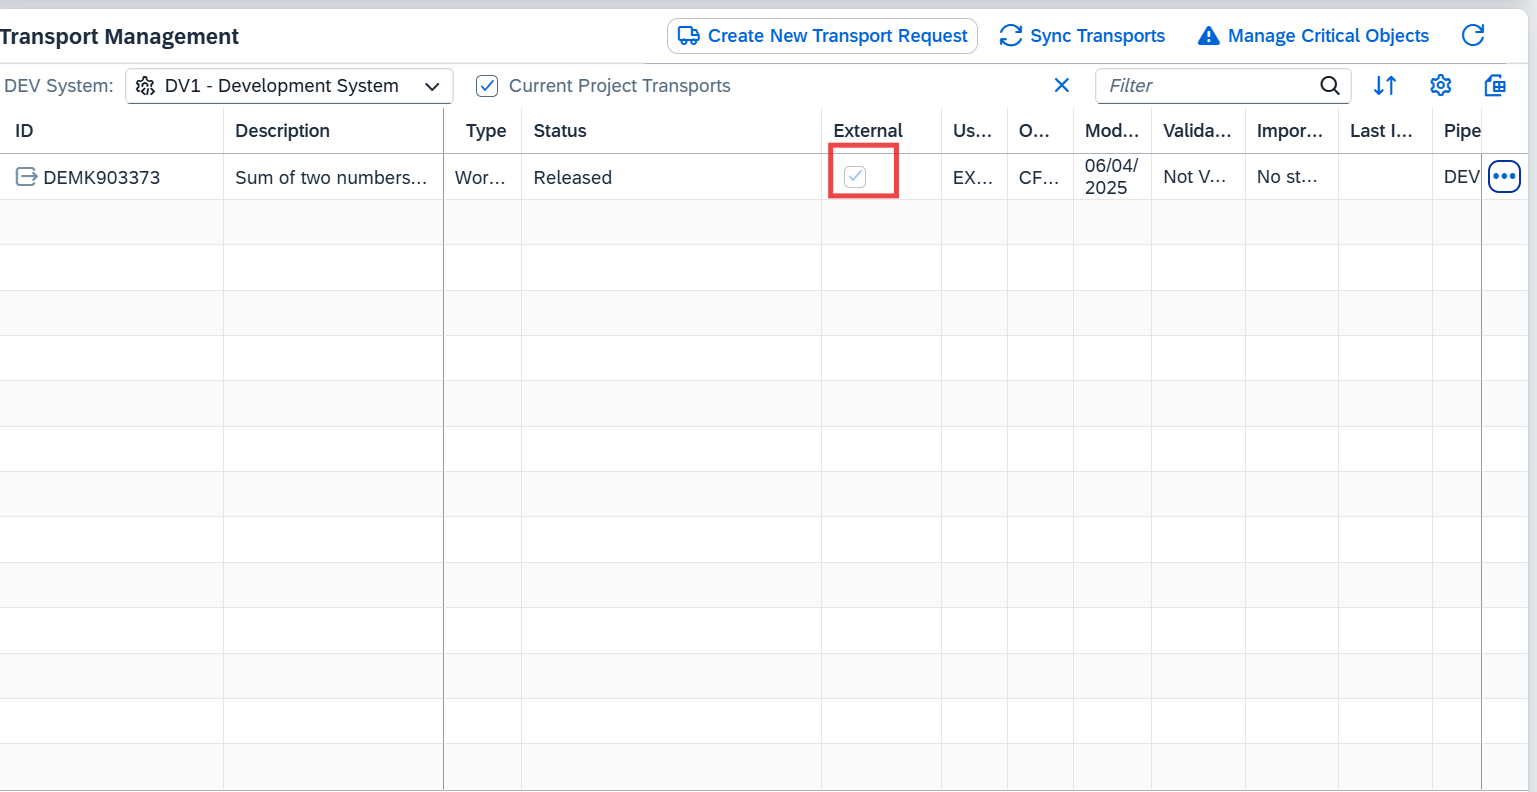 Transport Management
Create New Transport Request
Sync Transports
Manage Critical Objects
DEV System:
DV1 - Development System
Current Project Transports
Filter
ID Description Type Status External Us... O... Mod... Valida... Impor... Last I... Pipe
DEMK903373 Sum of two numbers... Wor... Released EX... CF... 06/04/ Not V... No st... DEV
2025